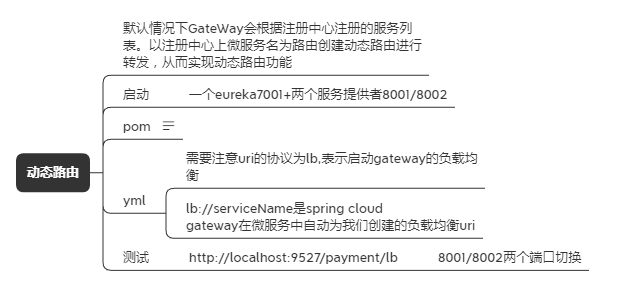 默认情况下GateWay会根据注册中心注册的服务列
表。以注册中心上微服务名为路由创建动态路由进行
转发，从而实现动态路由功能
启动 一个eureka7001+两个服务提供者8001/8002
pom
动态路由
需要注意uri的协议为lb,表示启动gateway的负载均
衡
yml
lb://serviceName是spring cloud
gateway在微服务中自动为我们创建的负载均衡uri
测试 http://localhost:9527/payment/lb 8001/8002两个端口切换